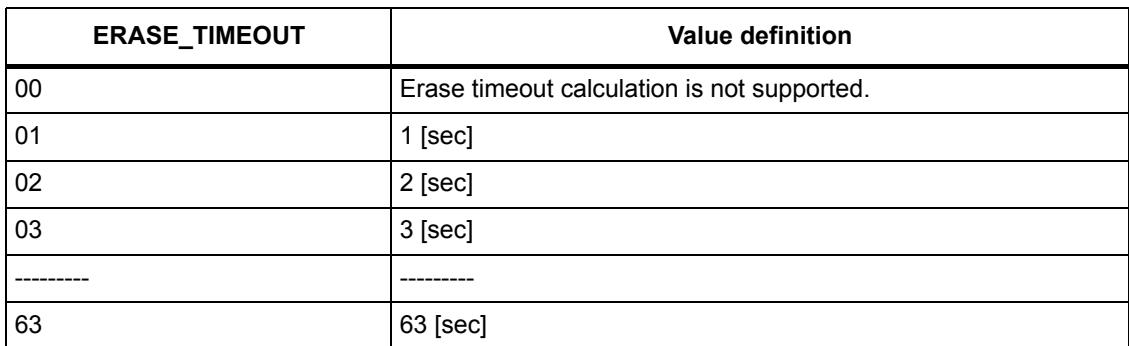 ERASE_TIMEOUT Value definition
00 Erase timeout calculation is not supported.
01 1 [sec]
02 2 [sec]
03 3 [sec]
--------- ---------
63 63 [sec]